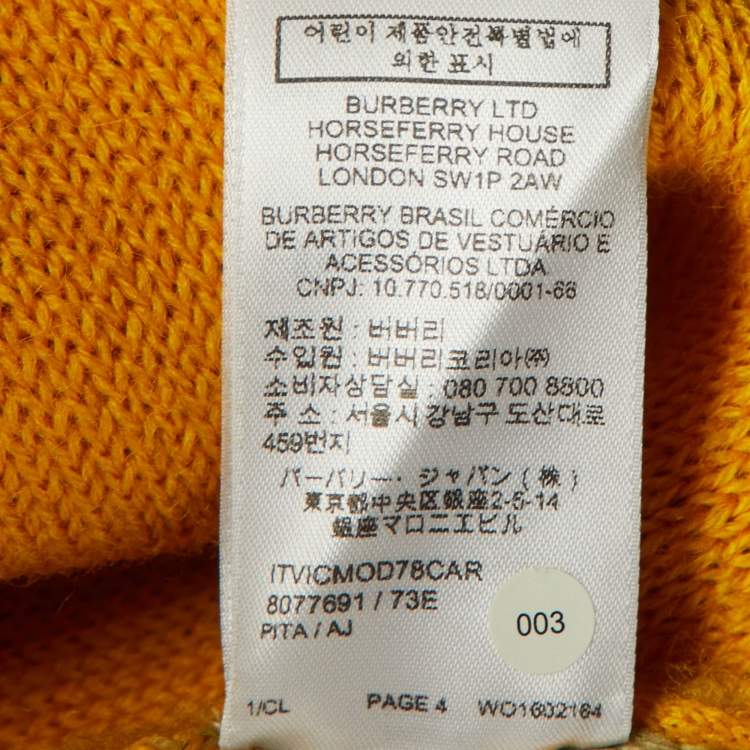 어린이 제품안전특별법에
의한 표시
BURBERRY LTD
HORSEFERRY HOUSE
HORSEFERRY ROAD
LONDON SW1P 2AW
BURBERRY BRASIL COMÉRCIO
DE ARTIGOS DE VESTUÁRIO E
ACESSÓRIOS LTDA
CNPJ: 10.770.518/0001-66
제조원 : 버버리
수입원 : 버버리코리아㈜
소비자상담실 : 080 700 8800
주 소 : 서울시 강남구 도산대로
459번지
バーバリー・ジャパン (株)
東京都中央区銀座2-5-14
銀座マロニエビル
ITVICMOD78CAR
8077691 / 73E
PITA / AJ
003
1/CL PAGE 4 WO1602164